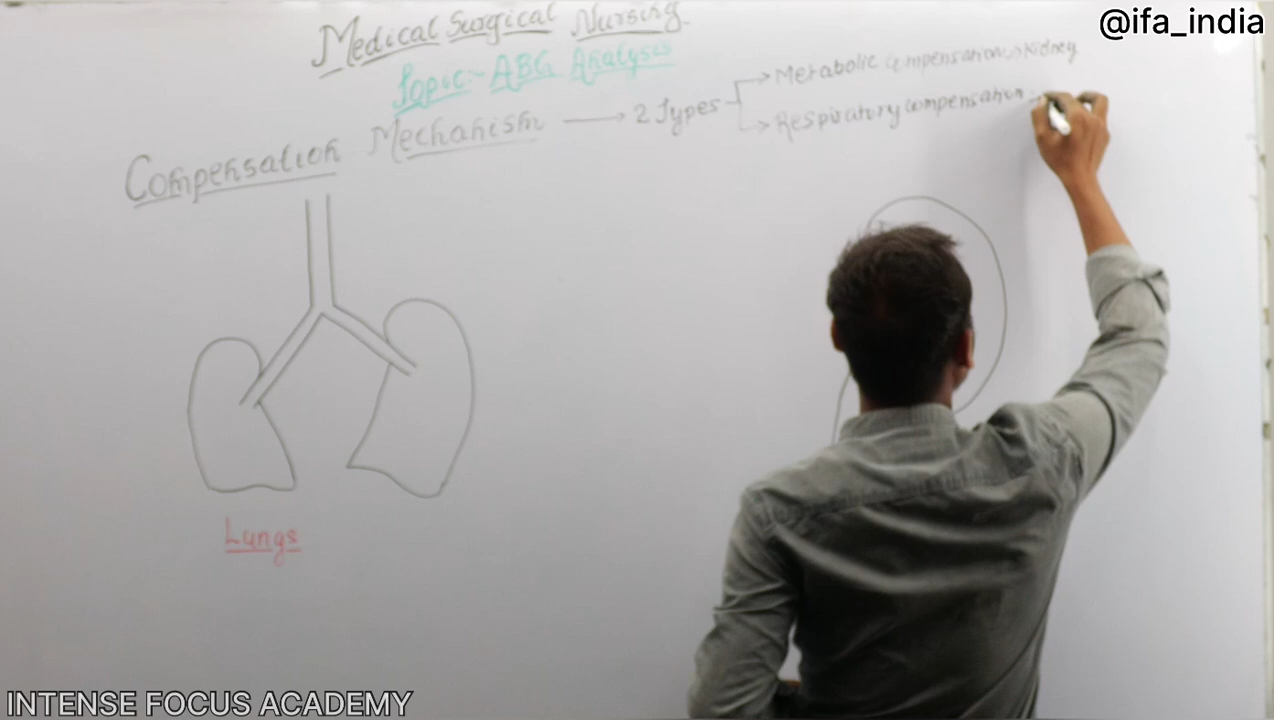 @ifa_india
Medical Surgical Nursing
Topic:- ABG Analysis
Compensation Mechanism → 2 Types
→ Metabolic Compensation → Kidney
→ Respiratory compensation
Lungs
INTENSE FOCUS ACADEMY